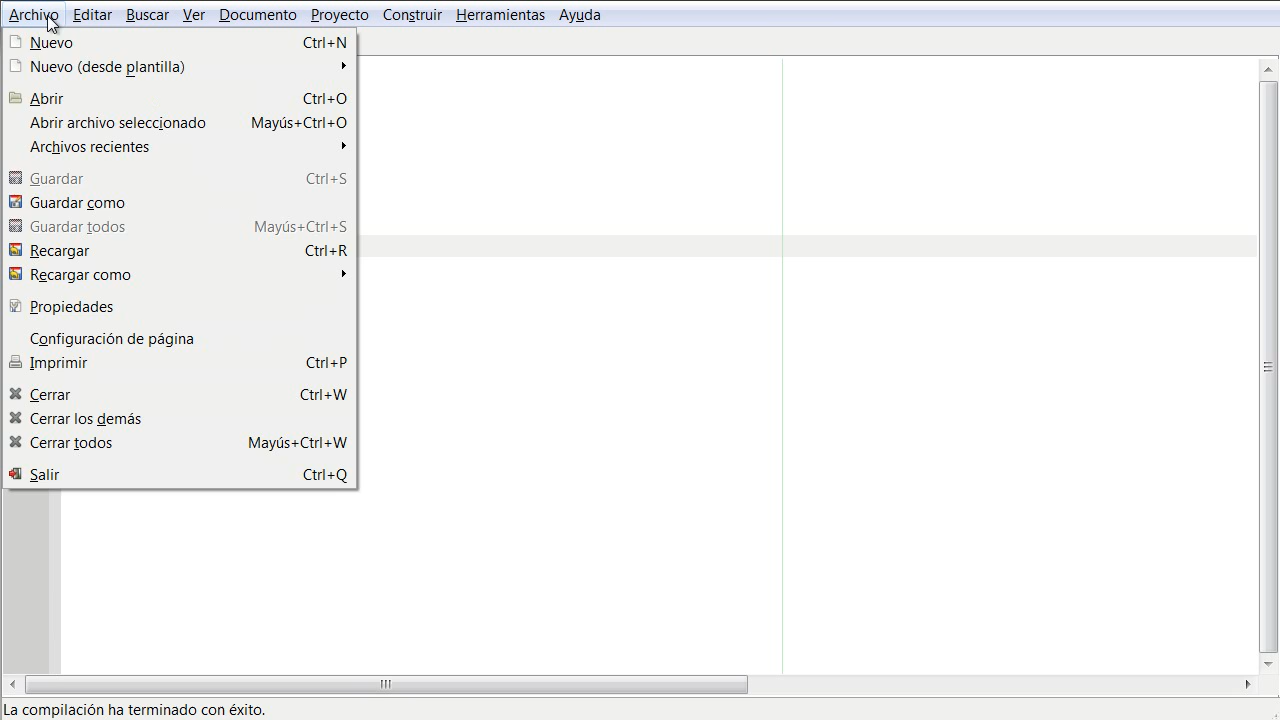 Archivo Editar Buscar Ver Documento Proyecto Construir Herramientas Ayuda
Nuevo Ctrl+N
Nuevo (desde plantilla)
Abrir Ctrl+O
Abrir archivo seleccionado Mayús+Ctrl+O
Archivos recientes
Guardar Ctrl+S
Guardar como
Guardar todos Mayús+Ctrl+S
Recargar Ctrl+R
Recargar como
Propiedades
Configuración de página
Imprimir Ctrl+P
Cerrar Ctrl+W
Cerrar los demás
Cerrar todos Mayús+Ctrl+W
Salir Ctrl+Q
La compilación ha terminado con éxito.